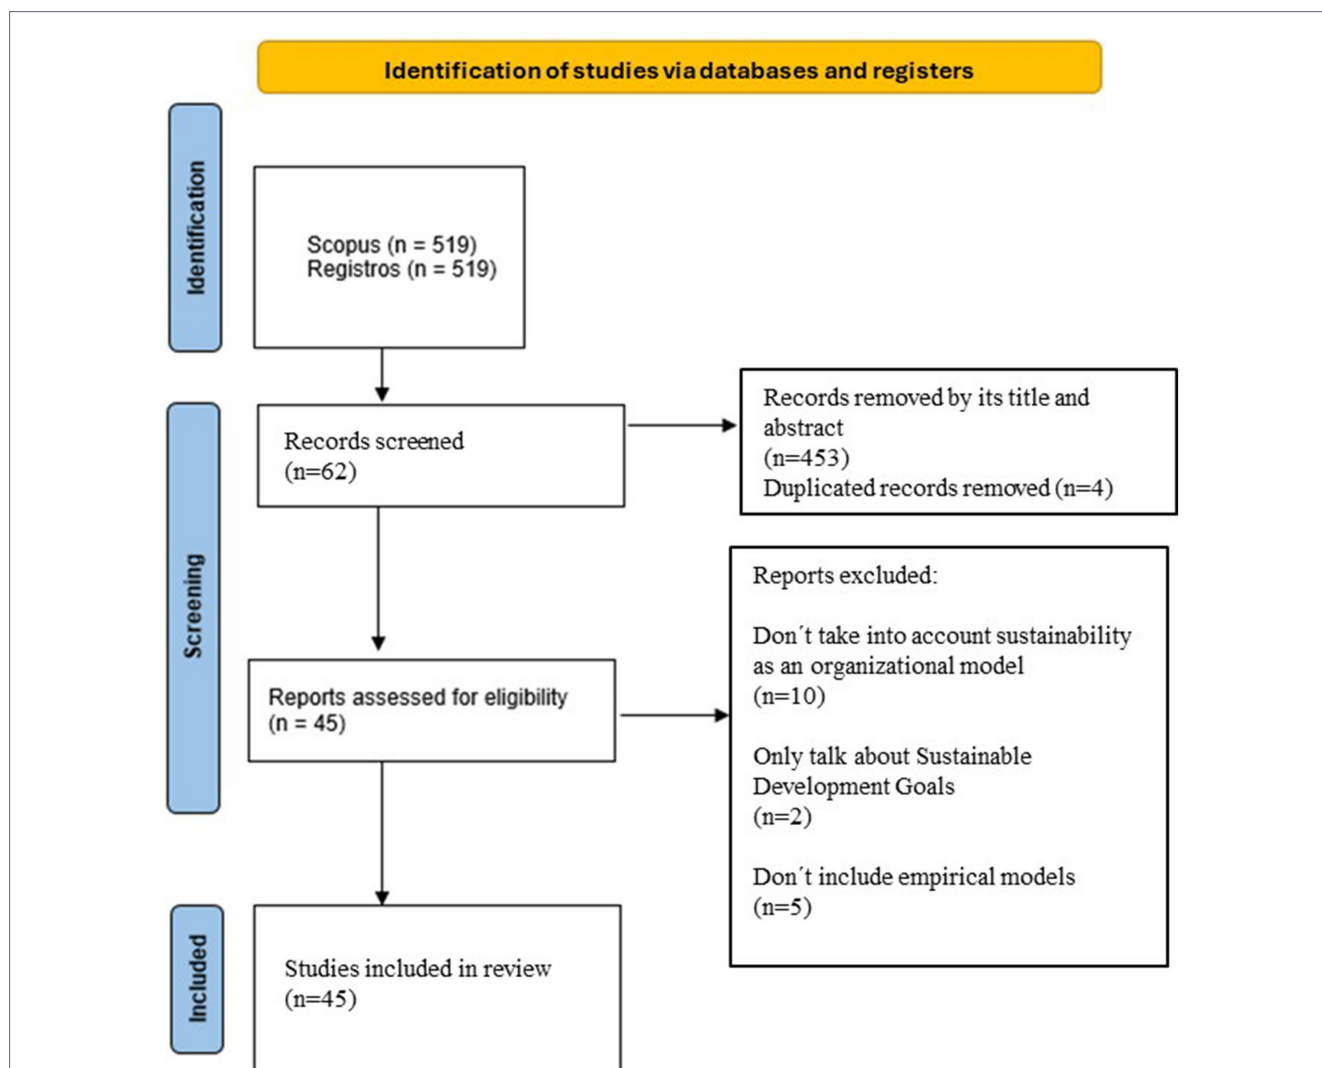 Identification of studies via databases and registers
Identification
Scopus (n = 519)
Registros (n = 519)
Records removed by its title and
abstract
(n=453)
Duplicated records removed (n=4)
Screening
Records screened
(n=62)
Reports excluded:
Don´t take into account sustainability
as an organizational model
(n=10)
Only talk about Sustainable
Development Goals
(n=2)
Don´t include empirical models
(n=5)
Reports assessed for eligibility
(n = 45)
Included
Studies included in review
(n=45)